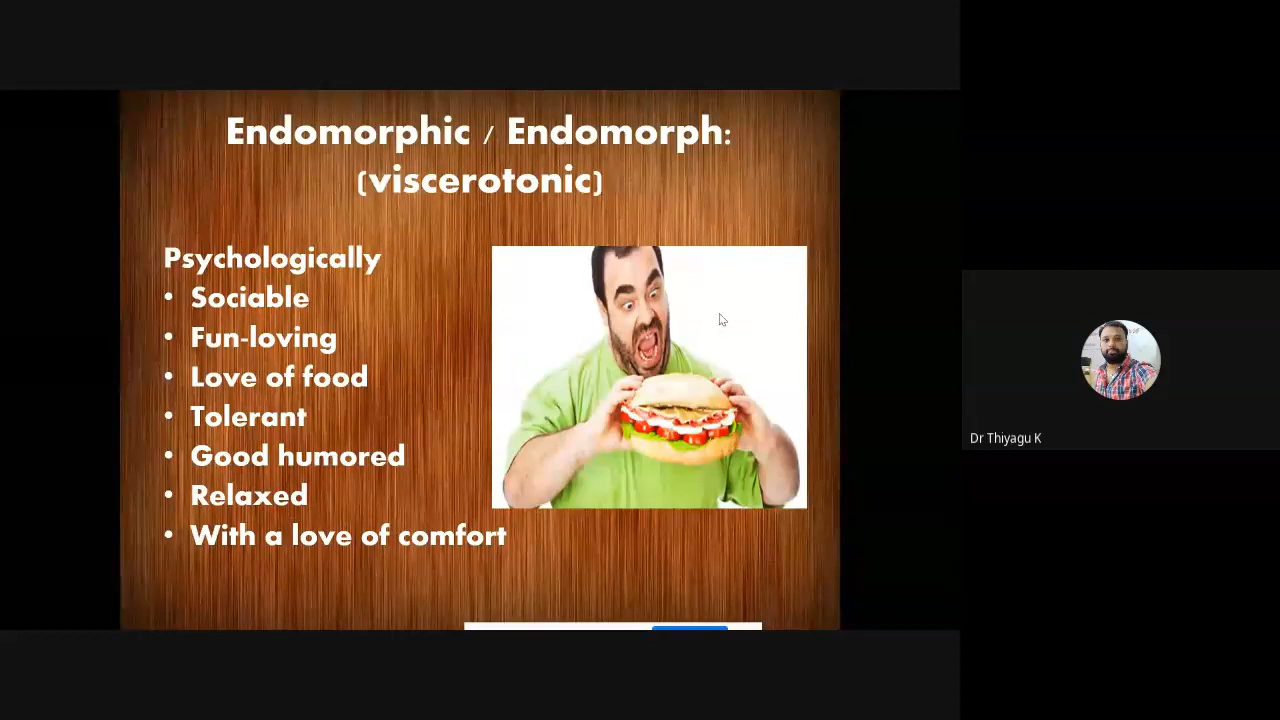 Endomorphic / Endomorph:
(viscerotonic)
Psychologically
• Sociable
• Fun-loving
• Love of food
• Tolerant
• Good humored
• Relaxed
• With a love of comfort
Dr Thiyagu K